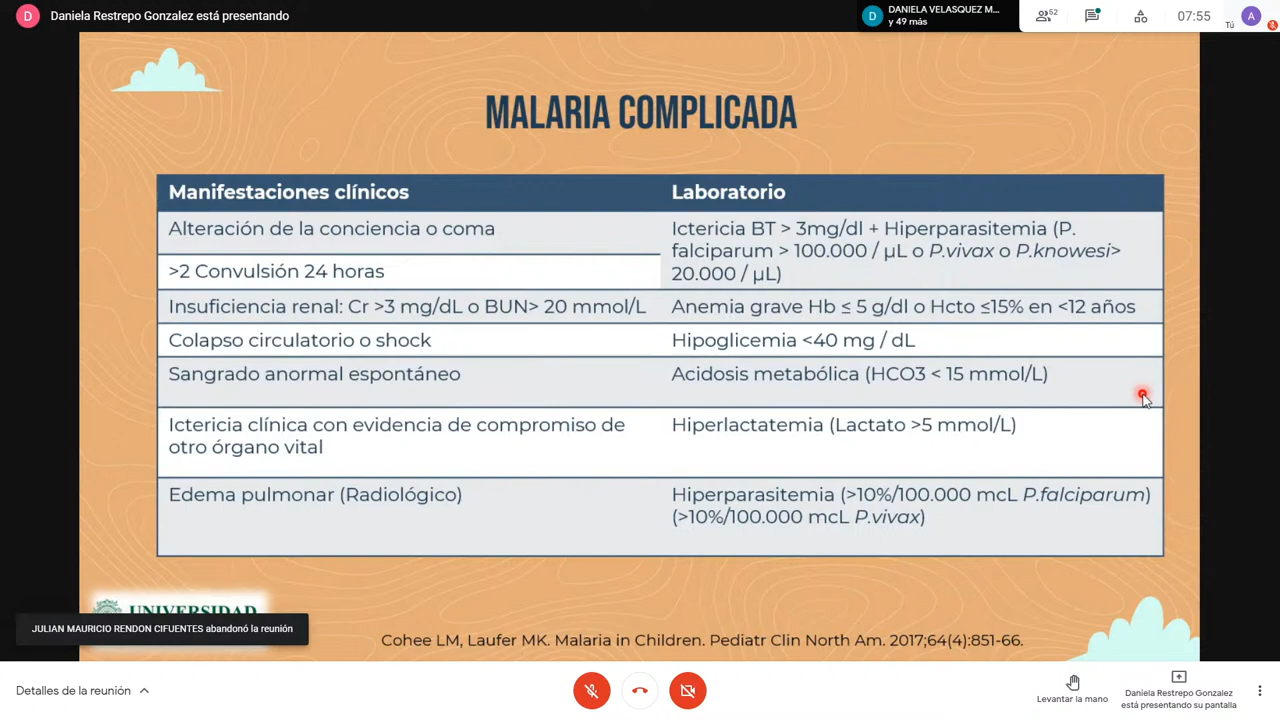 D Daniela Restrepo Gonzalez está presentando
D DANIELA VELASQUEZ M...
y 49 más
52
07:55
Tú
A
MALARIA COMPLICADA
Manifestaciones clínicos Laboratorio
Alteración de la conciencia o coma
>2 Convulsión 24 horas
Ictericia BT > 3mg/dl + Hiperparasitemia (P.
falciparum > 100.000 / µL o P.vivax o P.knowesi>
20.000 / µL)
Insuficiencia renal: Cr >3 mg/dL o BUN> 20 mmol/L Anemia grave Hb ≤ 5 g/dl o Hcto ≤15% en <12 años
Colapso circulatorio o shock Hipoglicemia <40 mg / dL
Sangrado anormal espontáneo Acidosis metabólica (HCO3 < 15 mmol/L)
Ictericia clínica con evidencia de compromiso de
otro órgano vital
Hiperlactatemia (Lactato >5 mmol/L)
Edema pulmonar (Radiológico) Hiperparasitemia (>10%/100.000 mcL P.falciparum)
(>10%/100.000 mcL P.vivax)
UNIVERSIDAD
JULIAN MAURICIO RENDON CIFUENTES abandonó la reunión
Cohee LM, Laufer MK. Malaria in Children. Pediatr Clin North Am. 2017;64(4):851-66.
Detalles de la reunión
Levantar la mano
Daniela Restrepo Gonzalez
está presentando su pantalla